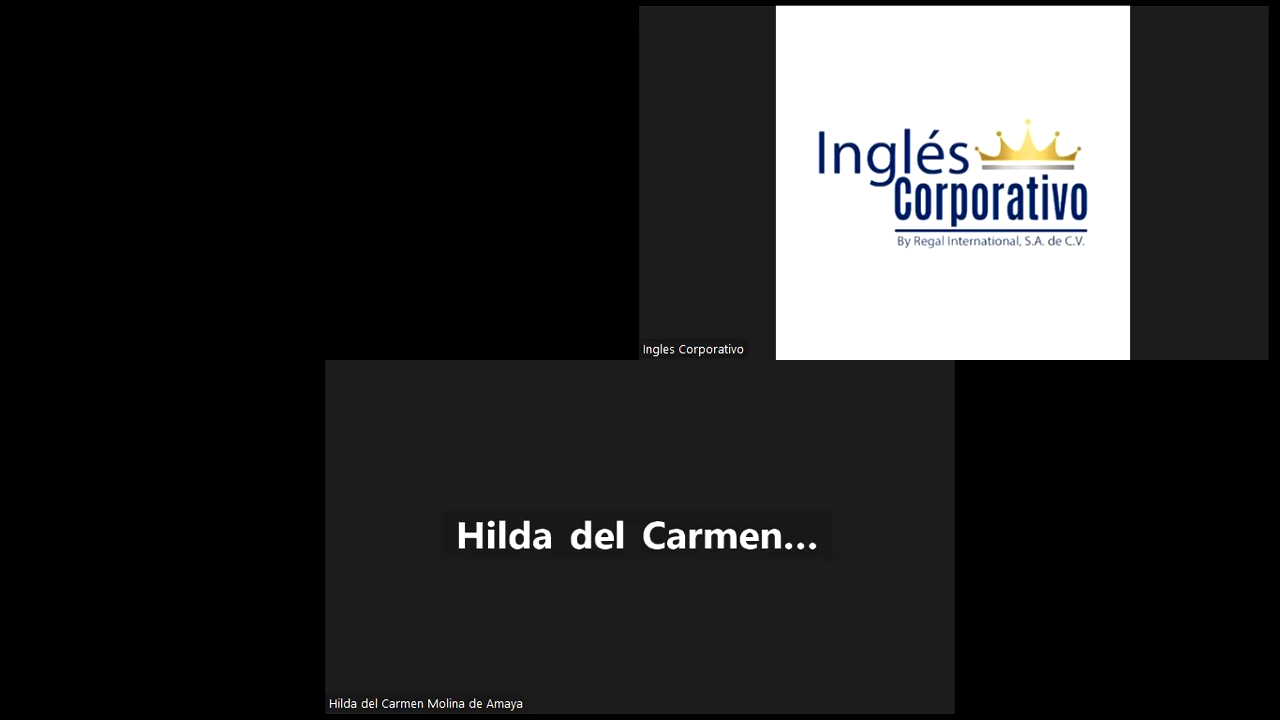 Inglés
Corporativo
By Regal International, S.A. de C.V.
Ingles Corporativo
Hilda del Carmen...
Hilda del Carmen Molina de Amaya